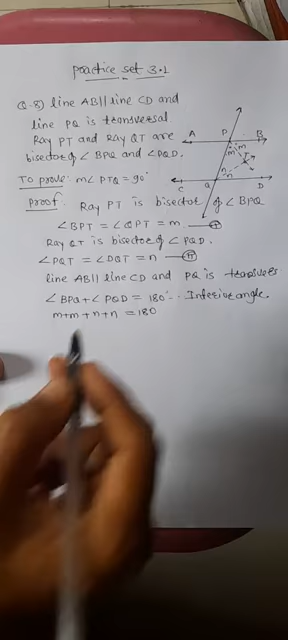 Practice set 3.1
Q.8) line AB || line CD and
line PQ is transversal
Ray PT and Ray QT are
bisector of ∠BPQ and ∠PQD.
To prove: m∠PTQ = 90°
Proof: Ray PT is bisector of ∠BPQ
∠BPT = ∠QPT = m — I
Ray QT is bisector of ∠PQD.
∠PQT = ∠DQT = n — II
line AB || line CD and PQ is
∠BPQ + ∠PQD = 180° ... angle.
m+m+n+n = 180
A P B
m m
T
n n
C Q D